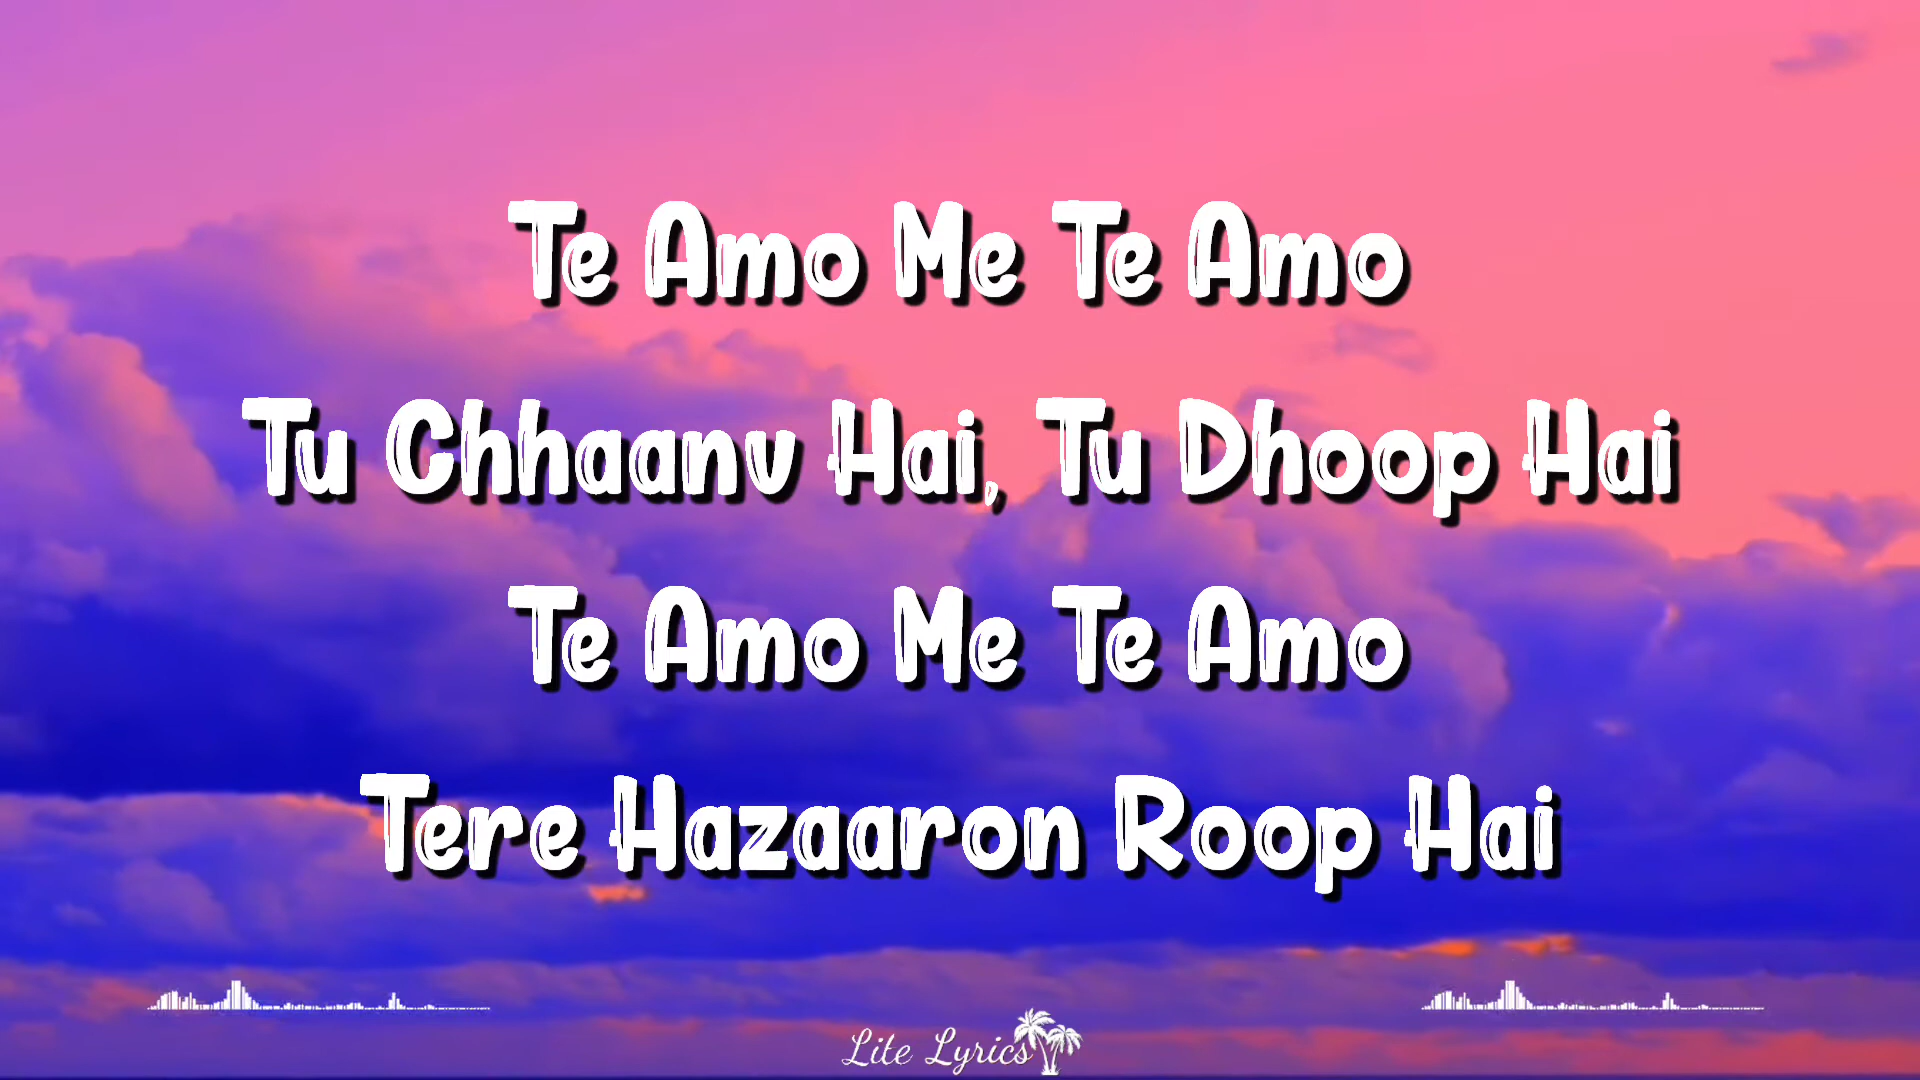 Te Amo Me Te Amo
Tu Chhaanv Hai, Tu Dhoop Hai
Te Amo Me Te Amo
Tere Hazaaron Roop Hai
Lite Lyrics